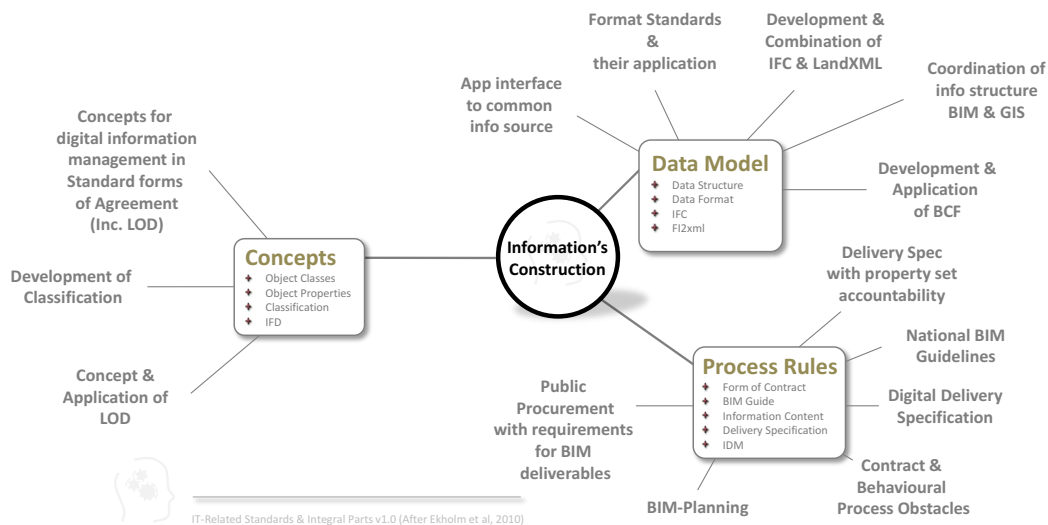 Format Standards
&
their application
Development &
Combination of
IFC & LandXML
Coordination of
info structure
BIM & GIS
App interface
to common
info source
Concepts for
digital information
management in
Standard forms
of Agreement
(Inc. LOD)
Data Model
Data Structure
Data Format
IFC
FI2xml
Development &
Application
of BCF
Information's
Construction
Concepts
Object Classes
Object Properties
Classification
IFD
Development of
Classification
Concept &
Application of
LOD
Delivery Spec
with property set
accountability
National BIM
Guidelines
Process Rules
Form of Contract
BIM Guide
Information Content
Delivery Specification
IDM
Digital Delivery
Specification
Public
Procurement
with requirements
for BIM
deliverables
Contract &
Behavioural
Process Obstacles
BIM-Planning
IT-Related Standards & Integral Parts v1.0 (After Ekholm et al, 2010)